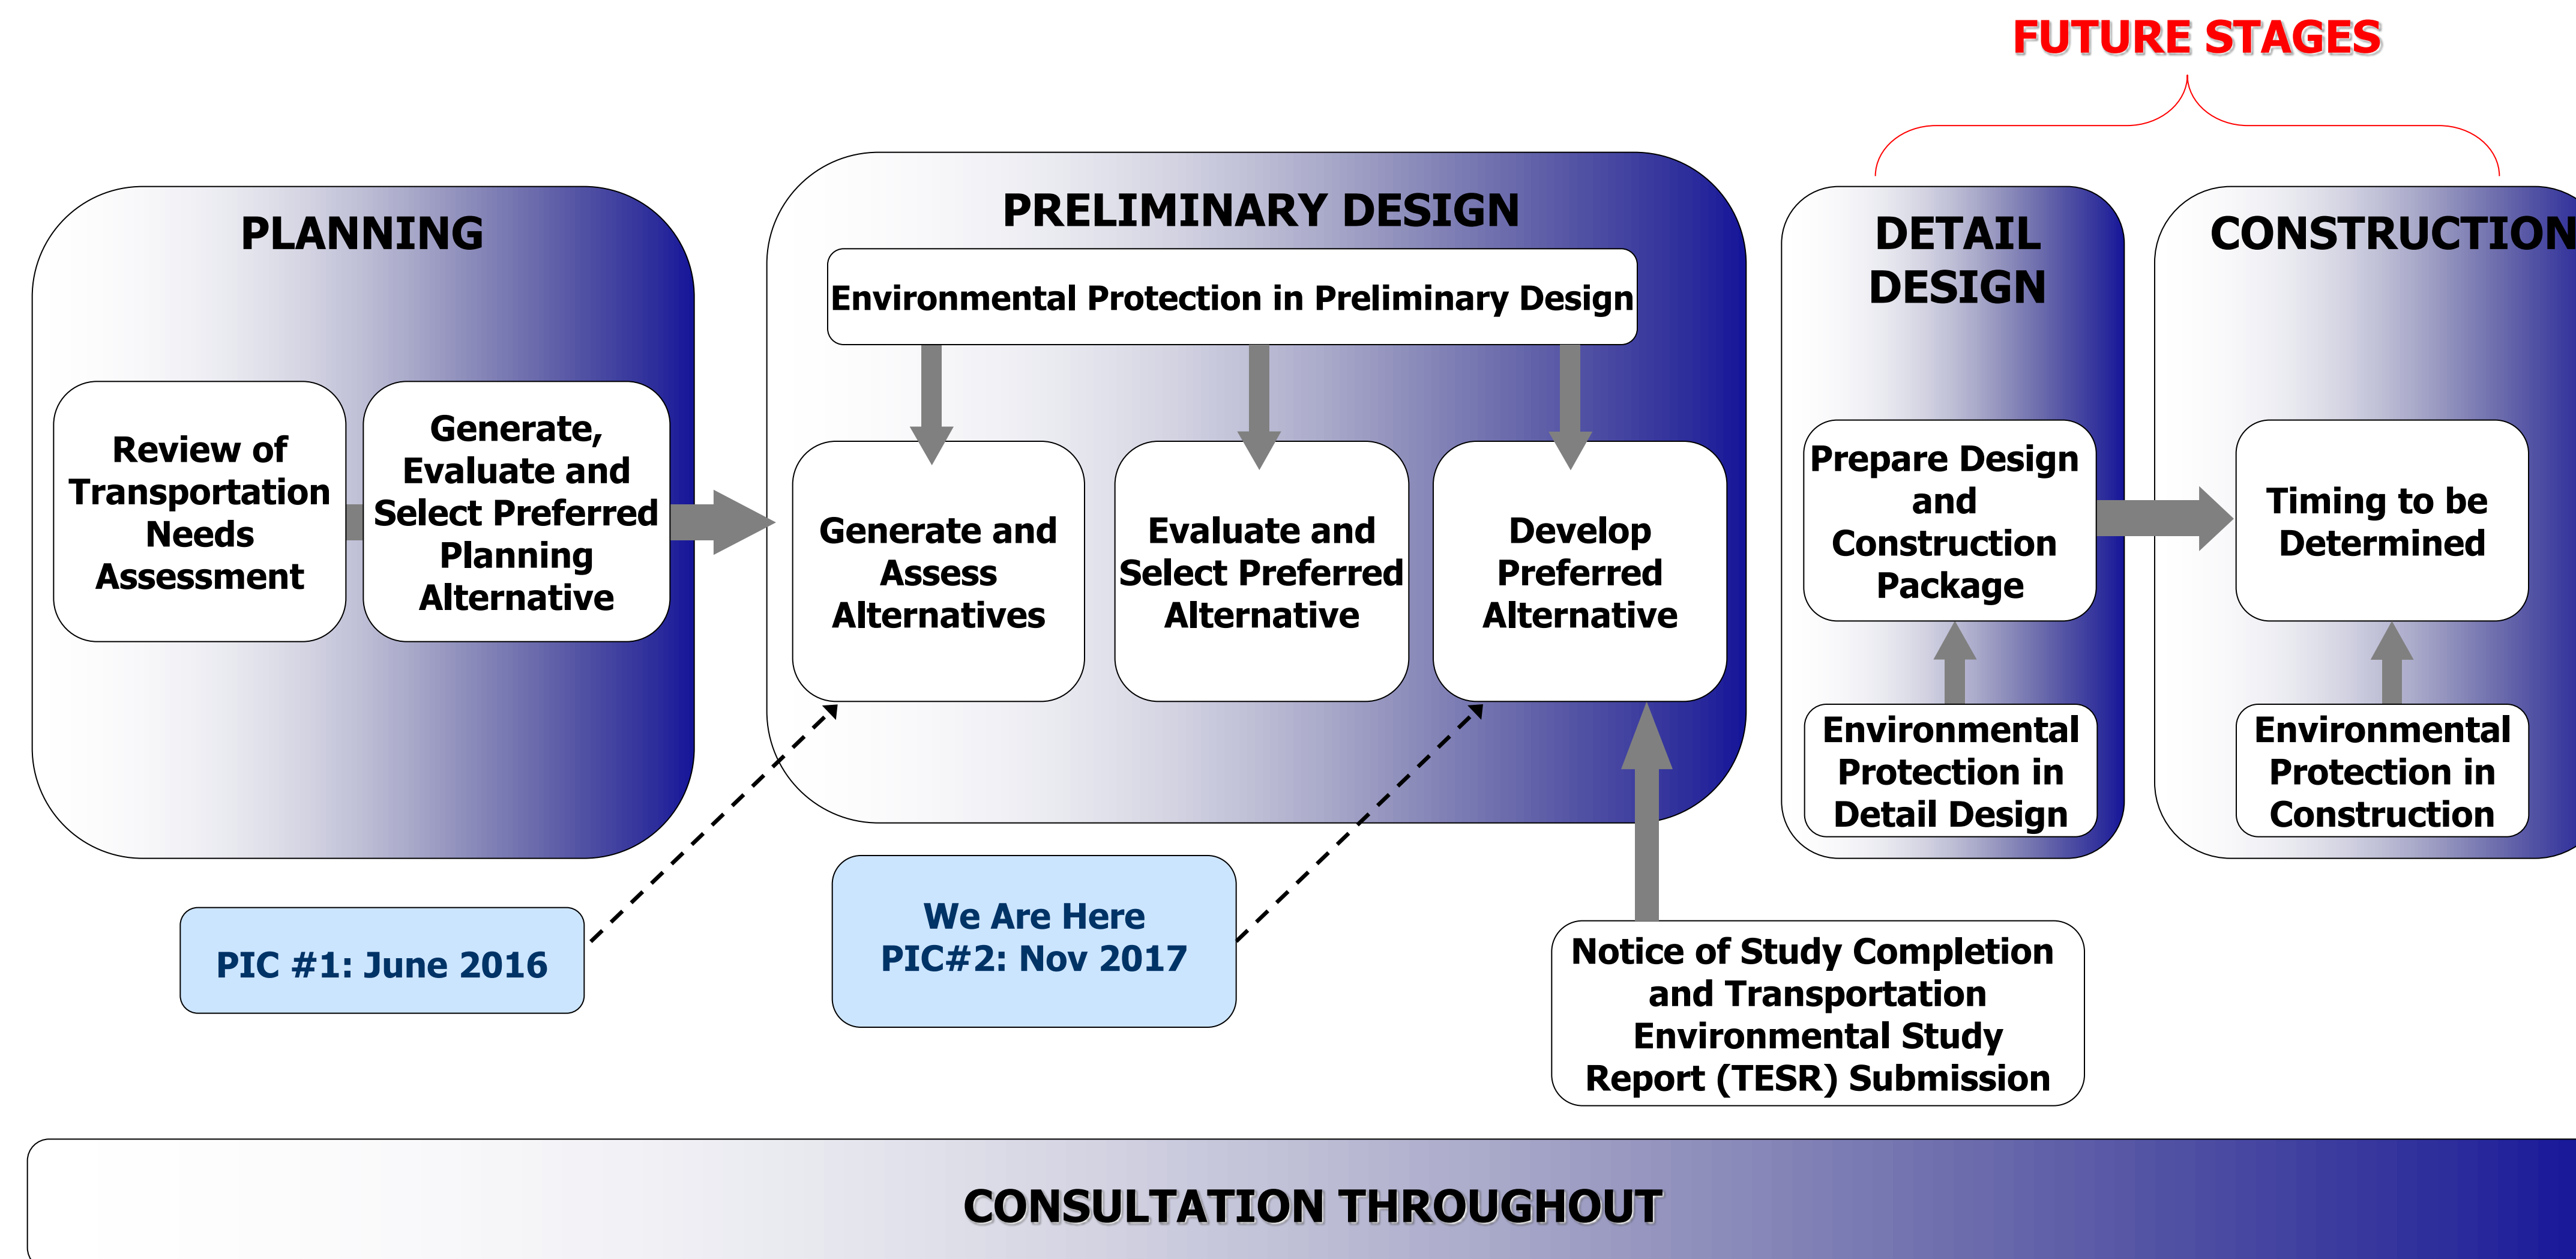 FUTURE STAGES
PLANNING
Review of
Transportation
Needs
Assessment
Generate,
Evaluate and
Select Preferred
Planning
Alternative
PRELIMINARY DESIGN
Environmental Protection in Preliminary Design
Generate and
Assess
Alternatives
Evaluate and
Select Preferred
Alternative
Develop
Preferred
Alternative
DETAIL
DESIGN
Prepare Design
and
Construction
Package
Environmental
Protection in
Detail Design
CONSTRUCTION
Timing to be
Determined
Environmental
Protection in
Construction
PIC #1: June 2016
We Are Here
PIC#2: Nov 2017
Notice of Study Completion
and Transportation
Environmental Study
Report (TESR) Submission
CONSULTATION THROUGHOUT